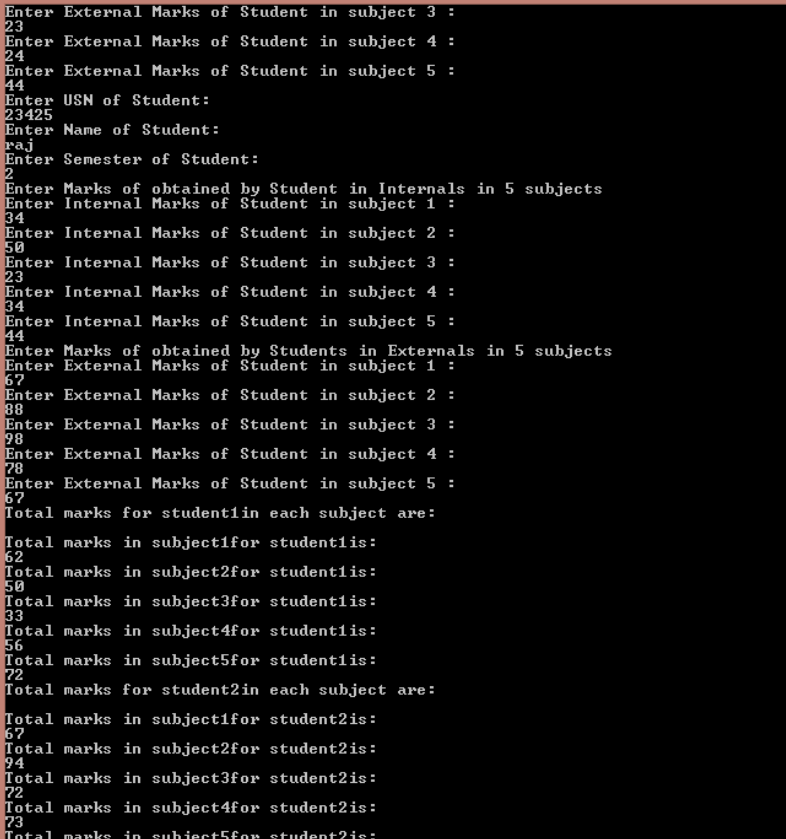 Enter External Marks of Student in subject 3 :
23
Enter External Marks of Student in subject 4 :
24
Enter External Marks of Student in subject 5 :
44
Enter USN of Student:
23425
Enter Name of Student:
raj
Enter Semester of Student:
2
Enter Marks of obtained by Student in Internals in 5 subjects
Enter Internal Marks of Student in subject 1 :
34
Enter Internal Marks of Student in subject 2 :
50
Enter Internal Marks of Student in subject 3 :
23
Enter Internal Marks of Student in subject 4 :
34
Enter Internal Marks of Student in subject 5 :
44
Enter Marks of obtained by Students in Externals in 5 subjects
Enter External Marks of Student in subject 1 :
67
Enter External Marks of Student in subject 2 :
88
Enter External Marks of Student in subject 3 :
98
Enter External Marks of Student in subject 4 :
78
Enter External Marks of Student in subject 5 :
67
Total marks for student1in each subject are:
Total marks in subject1for student1is:
62
Total marks in subject2for student1is:
50
Total marks in subject3for student1is:
33
Total marks in subject4for student1is:
56
Total marks in subject5for student1is:
72
Total marks for student2in each subject are:
Total marks in subject1for student2is:
67
Total marks in subject2for student2is:
94
Total marks in subject3for student2is:
72
Total marks in subject4for student2is:
73
Total marks in subject5for student2is: